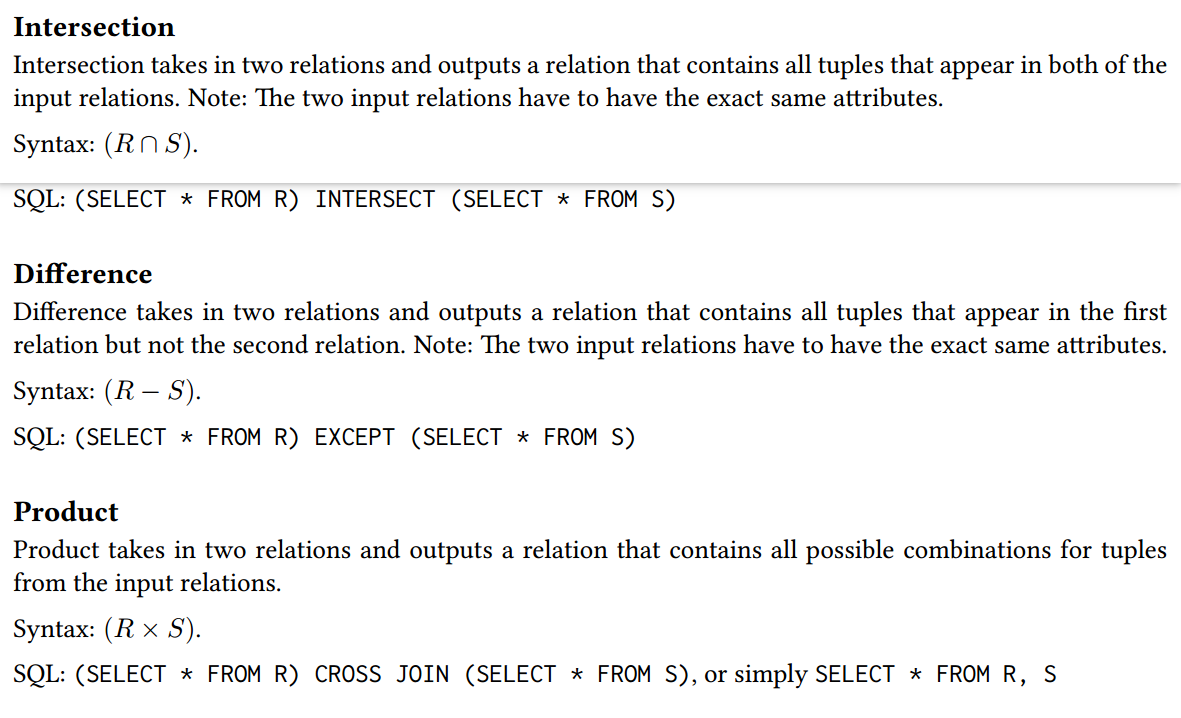 Intersection
Intersection takes in two relations and outputs a relation that contains all tuples that appear in both of the
input relations. Note: The two input relations have to have the exact same attributes.
Syntax: (R ∩ S).
SQL: (SELECT * FROM R) INTERSECT (SELECT * FROM S)
Difference
Difference takes in two relations and outputs a relation that contains all tuples that appear in the first
relation but not the second relation. Note: The two input relations have to have the exact same attributes.
Syntax: (R − S).
SQL: (SELECT * FROM R) EXCEPT (SELECT * FROM S)
Product
Product takes in two relations and outputs a relation that contains all possible combinations for tuples
from the input relations.
Syntax: (R × S).
SQL: (SELECT * FROM R) CROSS JOIN (SELECT * FROM S), or simply SELECT * FROM R, S